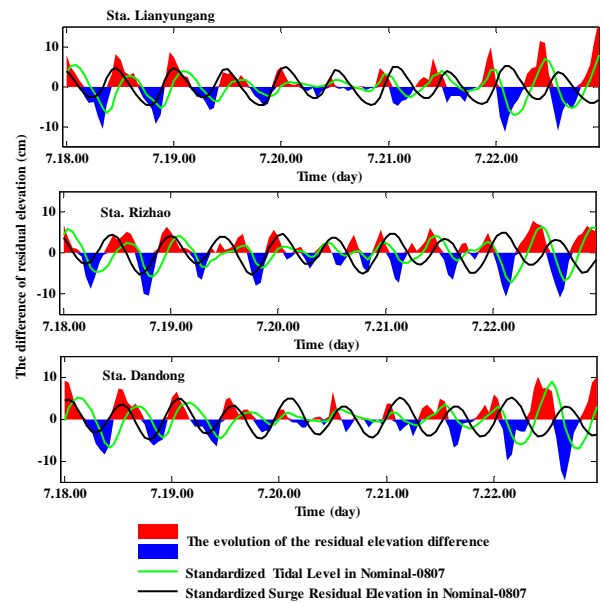 Sta. Lianyungang
10
0
-10
7.18.00 7.19.00 7.20.00 7.21.00 7.22.00
Time (day)
Sta. Rizhao
10
0
-10
7.18.00 7.19.00 7.20.00 7.21.00 7.22.00
Time (day)
The difference of residual elevation (cm)
Sta. Dandong
10
0
-10
7.18.00 7.19.00 7.20.00 7.21.00 7.22.00
Time (day)
The evolution of the residual elevation difference
Standardized Tidal Level in Nominal-0807
Standardized Surge Residual Elevation in Nominal-0807